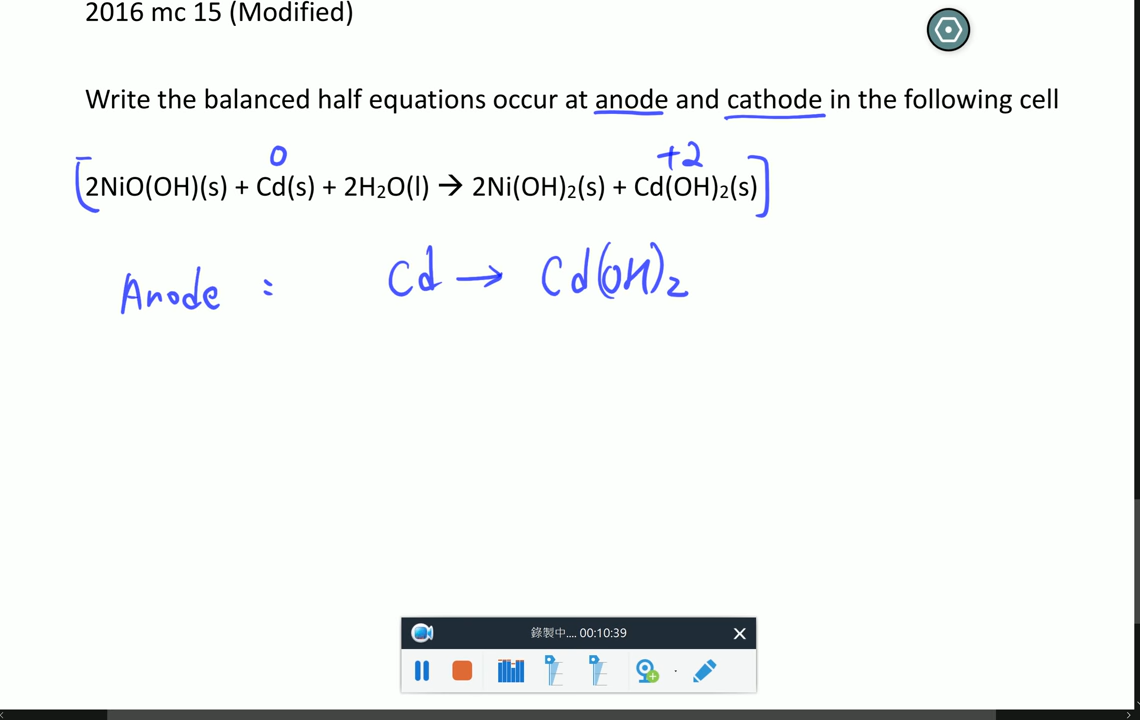 2016 mc 15 (Modified)
Write the balanced half equations occur at anode and cathode in the following cell
0 +2
[2NiO(OH)(s) + Cd(s) + 2H₂O(l) → 2Ni(OH)₂(s) + Cd(OH)₂(s)]
Anode : Cd → Cd(OH)₂
錄製中.... 00:10:39